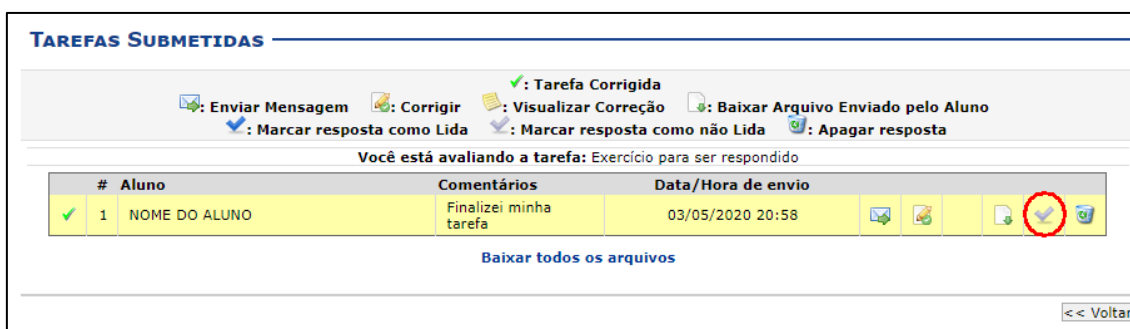 TAREFAS SUBMETIDAS
: Tarefa Corrigida
: Enviar Mensagem : Corrigir : Visualizar Correção : Baixar Arquivo Enviado pelo Aluno
: Marcar resposta como Lida : Marcar resposta como não Lida : Apagar resposta
Você está avaliando a tarefa: Exercício para ser respondido
# Aluno Comentários Data/Hora de envio
1 NOME DO ALUNO Finalizei minha tarefa 03/05/2020 20:58
Baixar todos os arquivos
<< Voltar